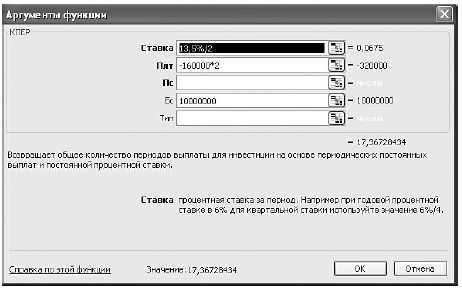 Аргументы функции
КПЕР
Ставка 13,5%/2 = 0,0675
Плт -160000*2 = -320000
Пс = число
Бс 10000000 = 10000000
Тип = число
= 17,36728434
Возвращает общее количество периодов выплаты для инвестиции на основе периодических постоянных
выплат и постоянной процентной ставки.
Ставка процентная ставка за период. Например при годовой процентной
ставке в 6% для квартальной ставки используйте значение 6%/4.
Справка по этой функции Значение:17,36728434 ОК Отмена